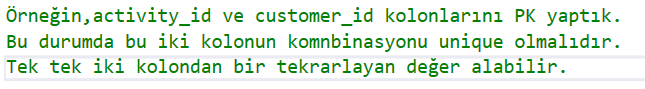 Örneğin,activity_id ve customer_id kolonlarını PK yaptık.
Bu durumda bu iki kolonun komnbinasyonu unique olmalıdır.
Tek tek iki kolondan bir tekrarlayan değer alabilir.